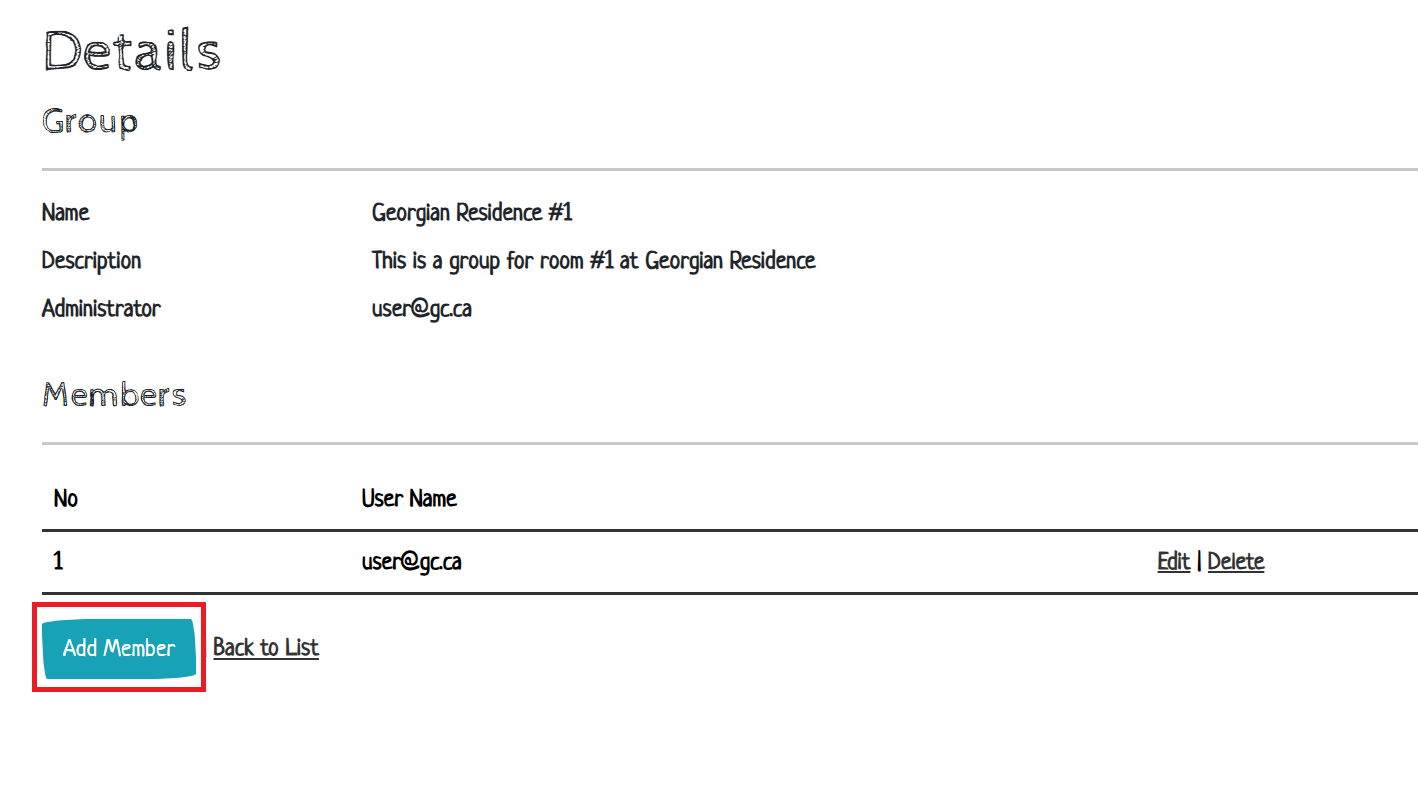 Details
Group
Name Georgian Residence #1
Description This is a group for room #1 at Georgian Residence
Administrator user@gc.ca
Members
No User Name
1 user@gc.ca Edit | Delete
Add Member Back to List